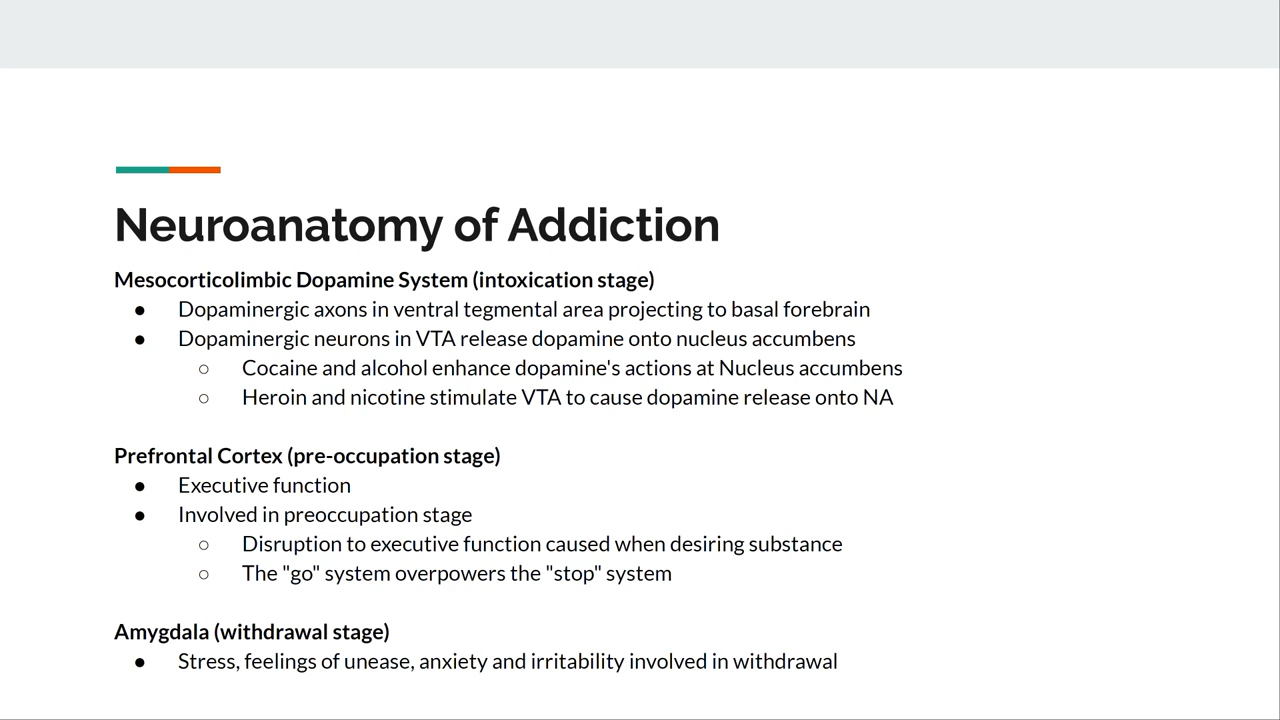 Neuroanatomy of Addiction
Mesocorticolimbic Dopamine System (intoxication stage)
● Dopaminergic axons in ventral tegmental area projecting to basal forebrain
● Dopaminergic neurons in VTA release dopamine onto nucleus accumbens
○ Cocaine and alcohol enhance dopamine's actions at Nucleus accumbens
○ Heroin and nicotine stimulate VTA to cause dopamine release onto NA
Prefrontal Cortex (pre-occupation stage)
● Executive function
● Involved in preoccupation stage
○ Disruption to executive function caused when desiring substance
○ The "go" system overpowers the "stop" system
Amygdala (withdrawal stage)
● Stress, feelings of unease, anxiety and irritability involved in withdrawal